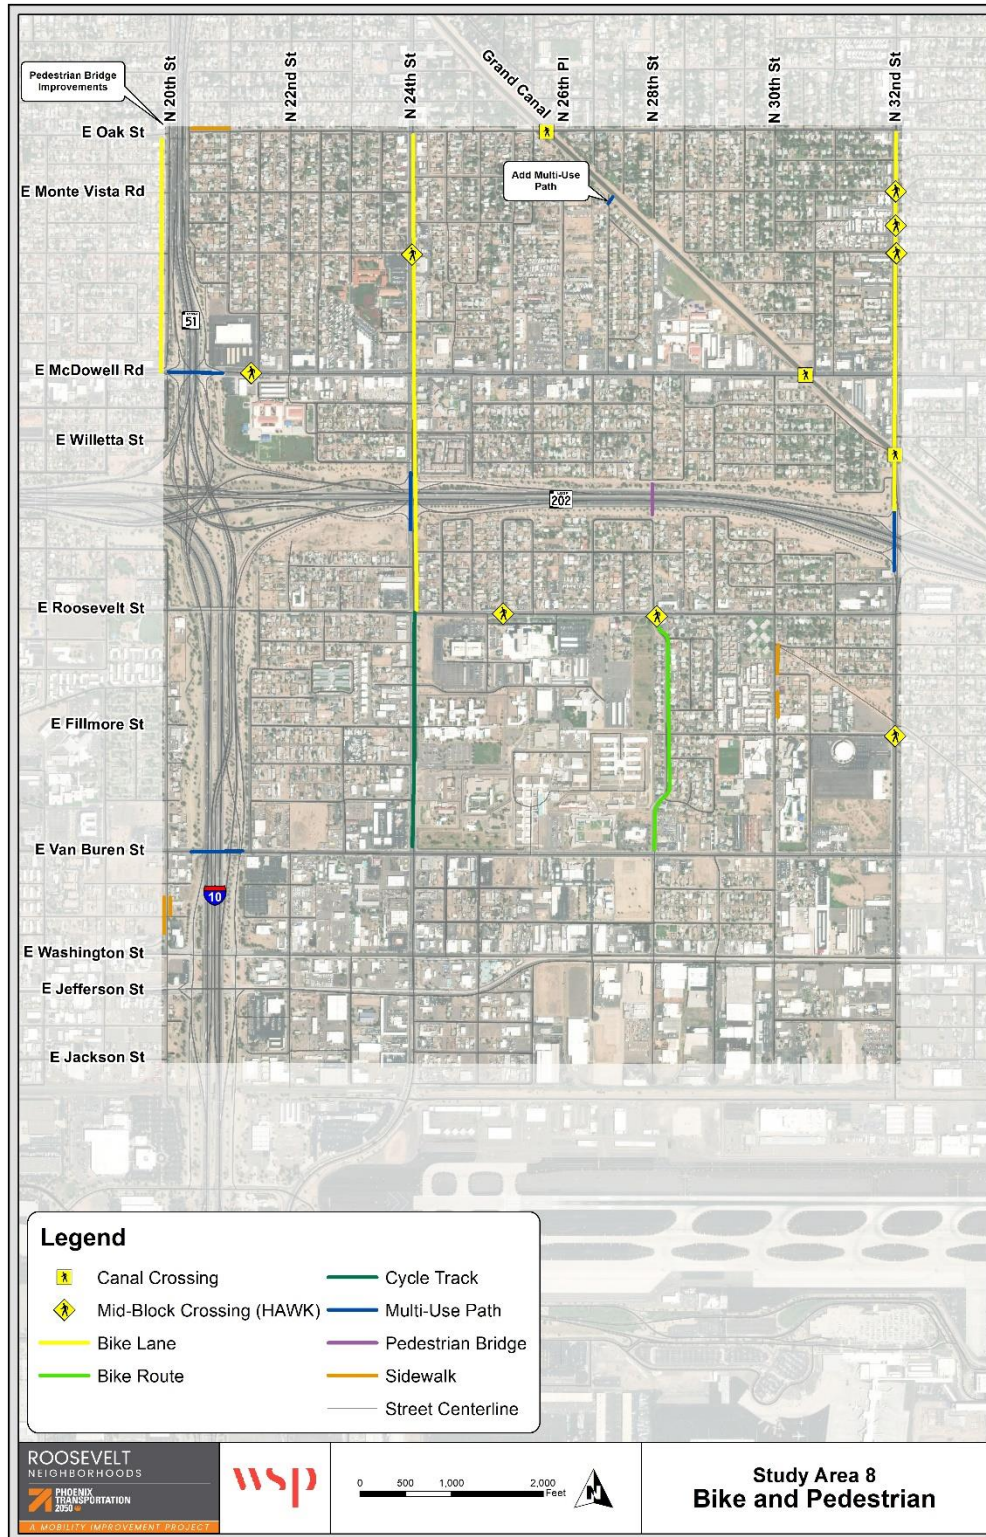 N 20th St
N 22nd St
N 24th St
Grand Canal
N 26th Pl
N 28th St
N 30th St
N 32nd St
Pedestrian Bridge
Improvements
E Oak St
E Monte Vista Rd
Add Multi-Use
Path
51
E McDowell Rd
E Willetta St
202
E Roosevelt St
E Fillmore St
E Van Buren St
10
E Washington St
E Jefferson St
E Jackson St
Legend
Canal Crossing
Mid-Block Crossing (HAWK)
Bike Lane
Bike Route
Cycle Track
Multi-Use Path
Pedestrian Bridge
Sidewalk
Street Centerline
ROOSEVELT
NEIGHBORHOODS
PHOENIX
TRANSPORTATION
2050
A MOBILITY IMPROVEMENT PROJECT
wsp
0 500 1,000 2,000
Feet
N
Study Area 8
Bike and Pedestrian